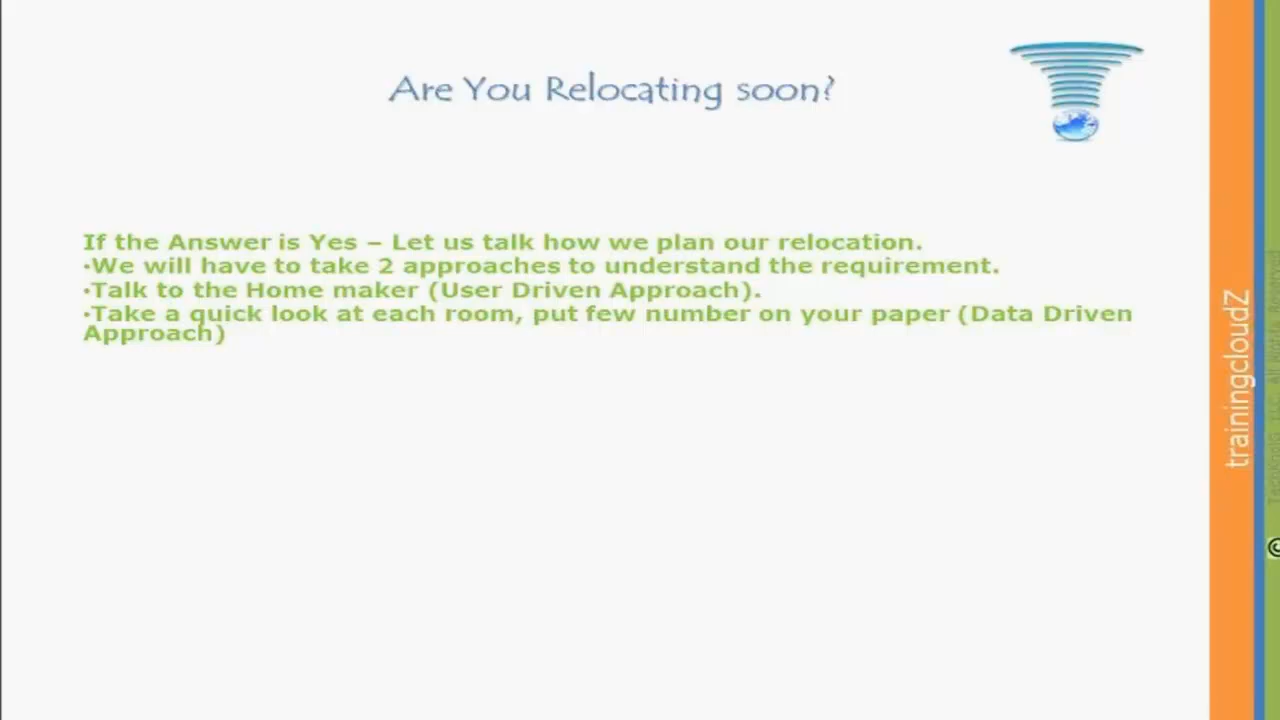 Are You Relocating soon?
If the Answer is Yes – Let us talk how we plan our relocation.
•We will have to take 2 approaches to understand the requirement.
•Talk to the Home maker (User Driven Approach).
•Take a quick look at each room, put few number on your paper (Data Driven
Approach)
trainingcloudZ
©